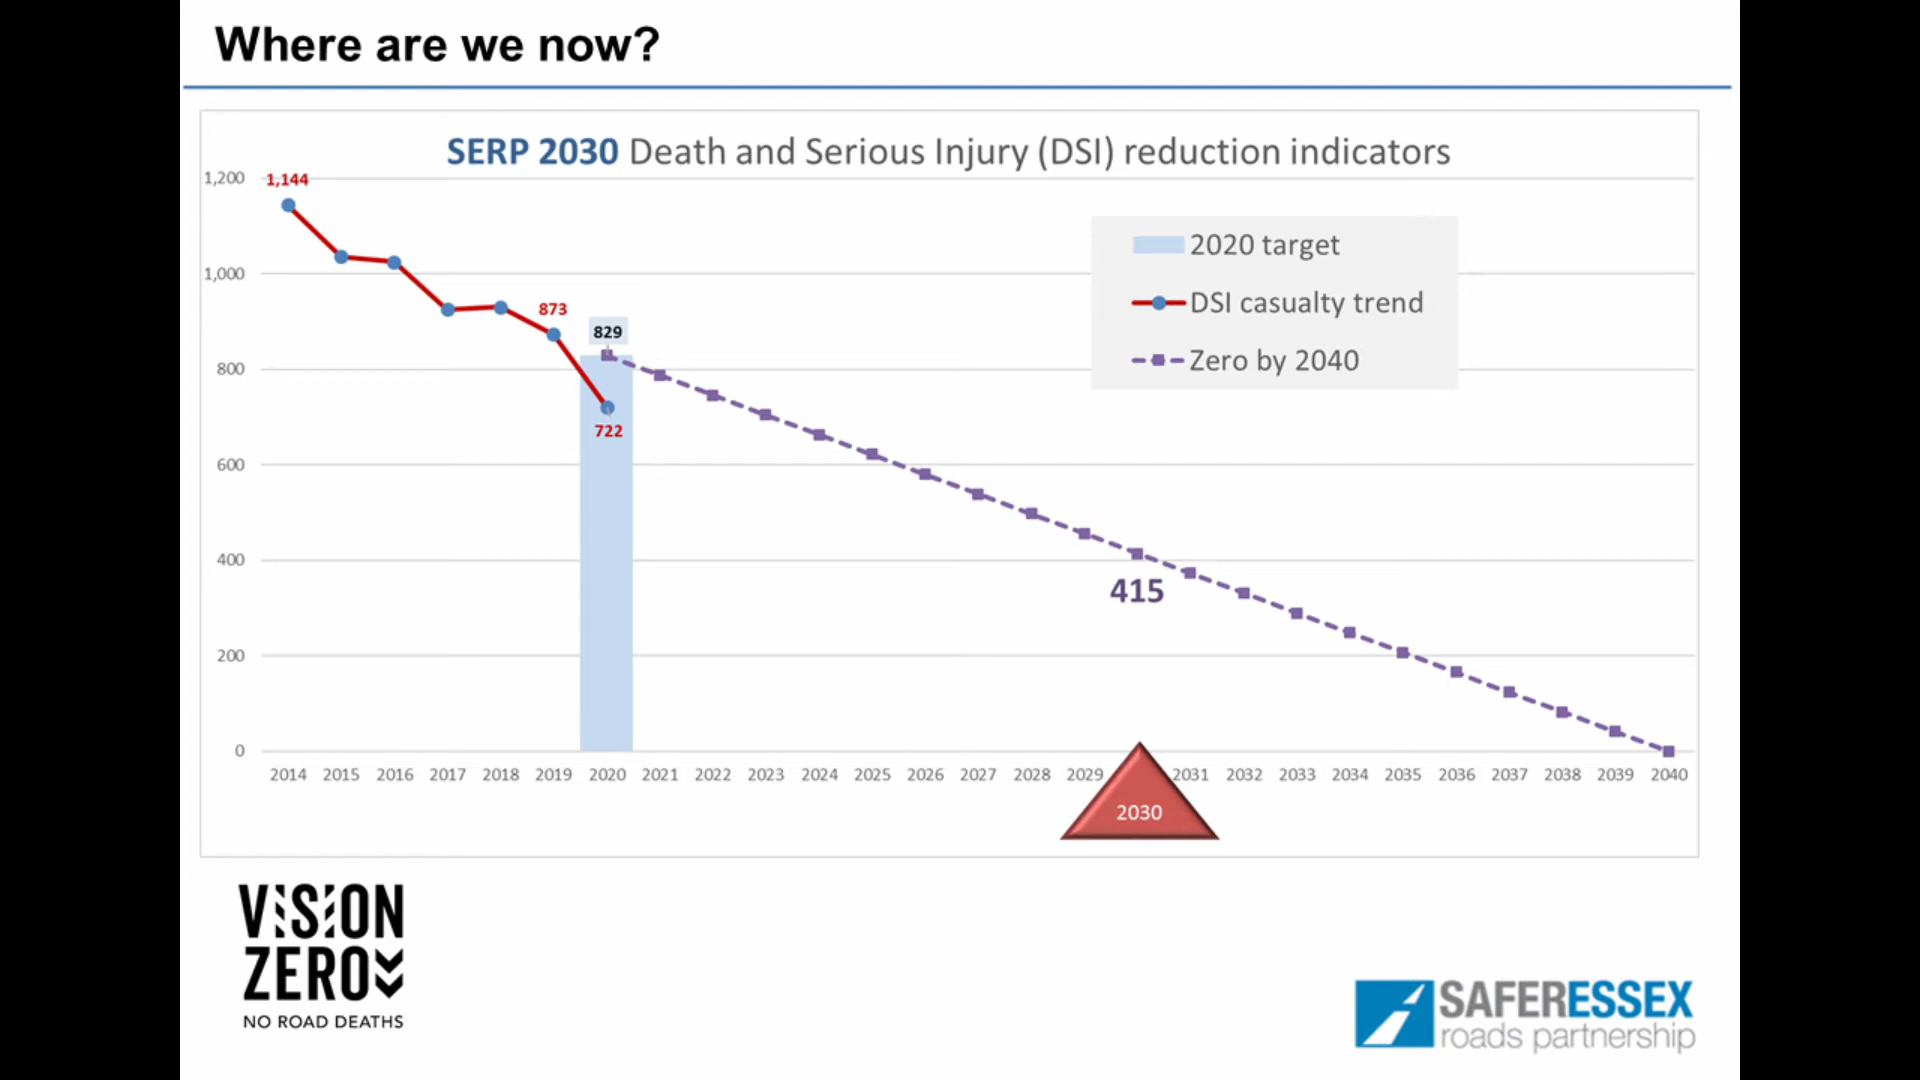 Where are we now?
SERP 2030 Death and Serious Injury (DSI) reduction indicators
1,200
1,144
2020 target
1,000
DSI casualty trend
873
829
Zero by 2040
800
722
600
400
415
200
0
2014 2015 2016 2017 2018 2019 2020 2021 2022 2023 2024 2025 2026 2027 2028 2029 2031 2032 2033 2034 2035 2036 2037 2038 2039 2040
2030
VISION
ZERO
NO ROAD DEATHS
SAFERESSEX
roads partnership